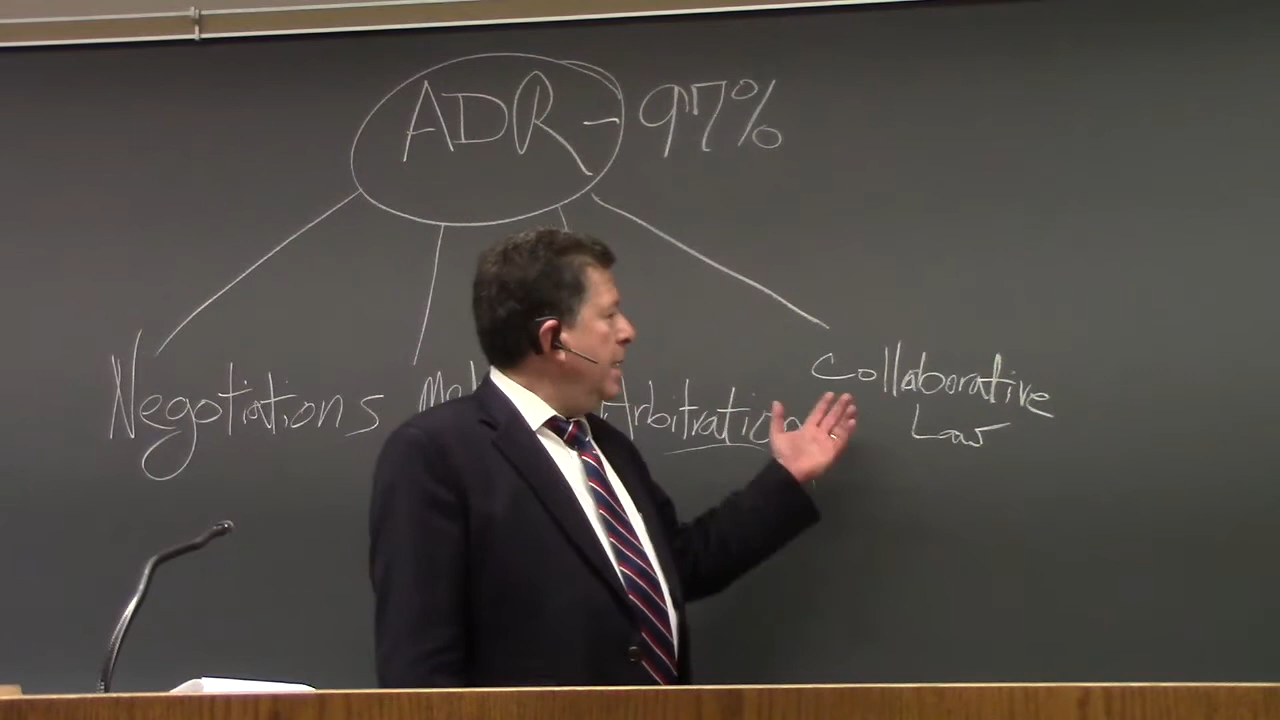 ADR - 97%
Negotiations
Arbitration
Collaborative
Law